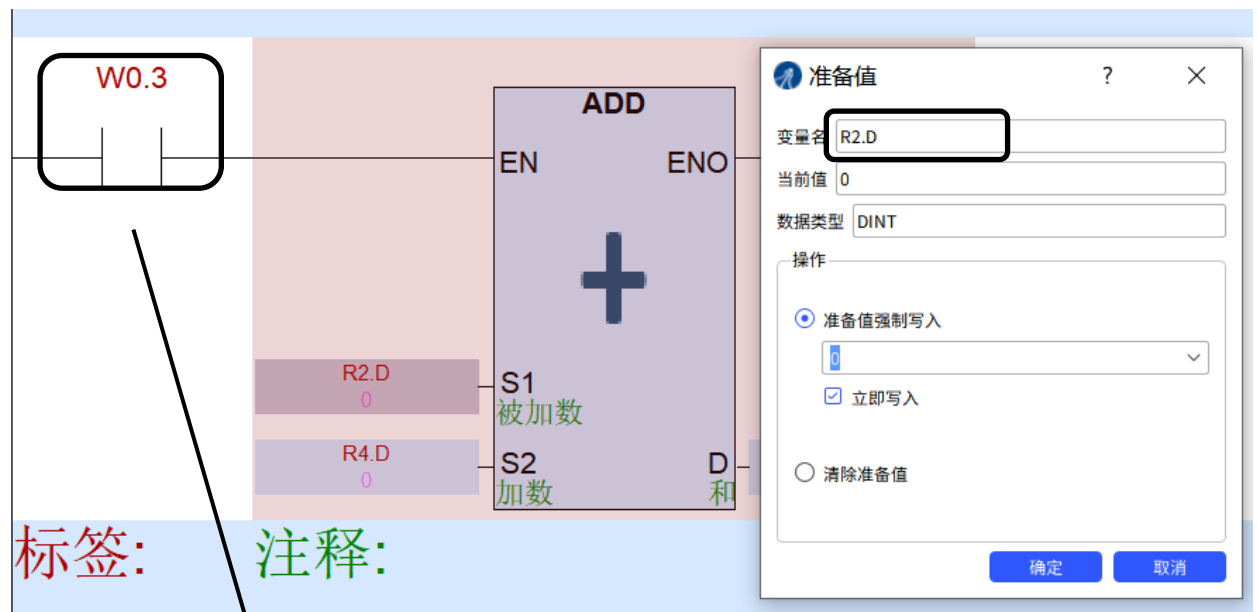 W0.3
ADD
EN
ENO
R2.D
0
S1
被加数
R4.D
0
S2
D
加数
和
标签:
注释:
准备值
?
变量名 R2.D
当前值 0
数据类型 DINT
操作
准备值强制写入
0
立即写入
清除准备值
确定
取消